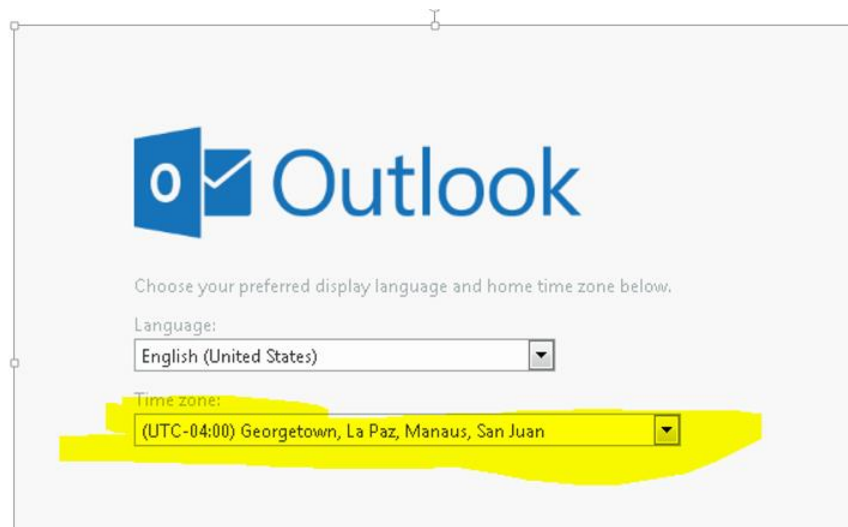 Outlook
Choose your preferred display language and home time zone below.
Language:
English (United States)
Time zone:
(UTC-04:00) Georgetown, La Paz, Manaus, San Juan